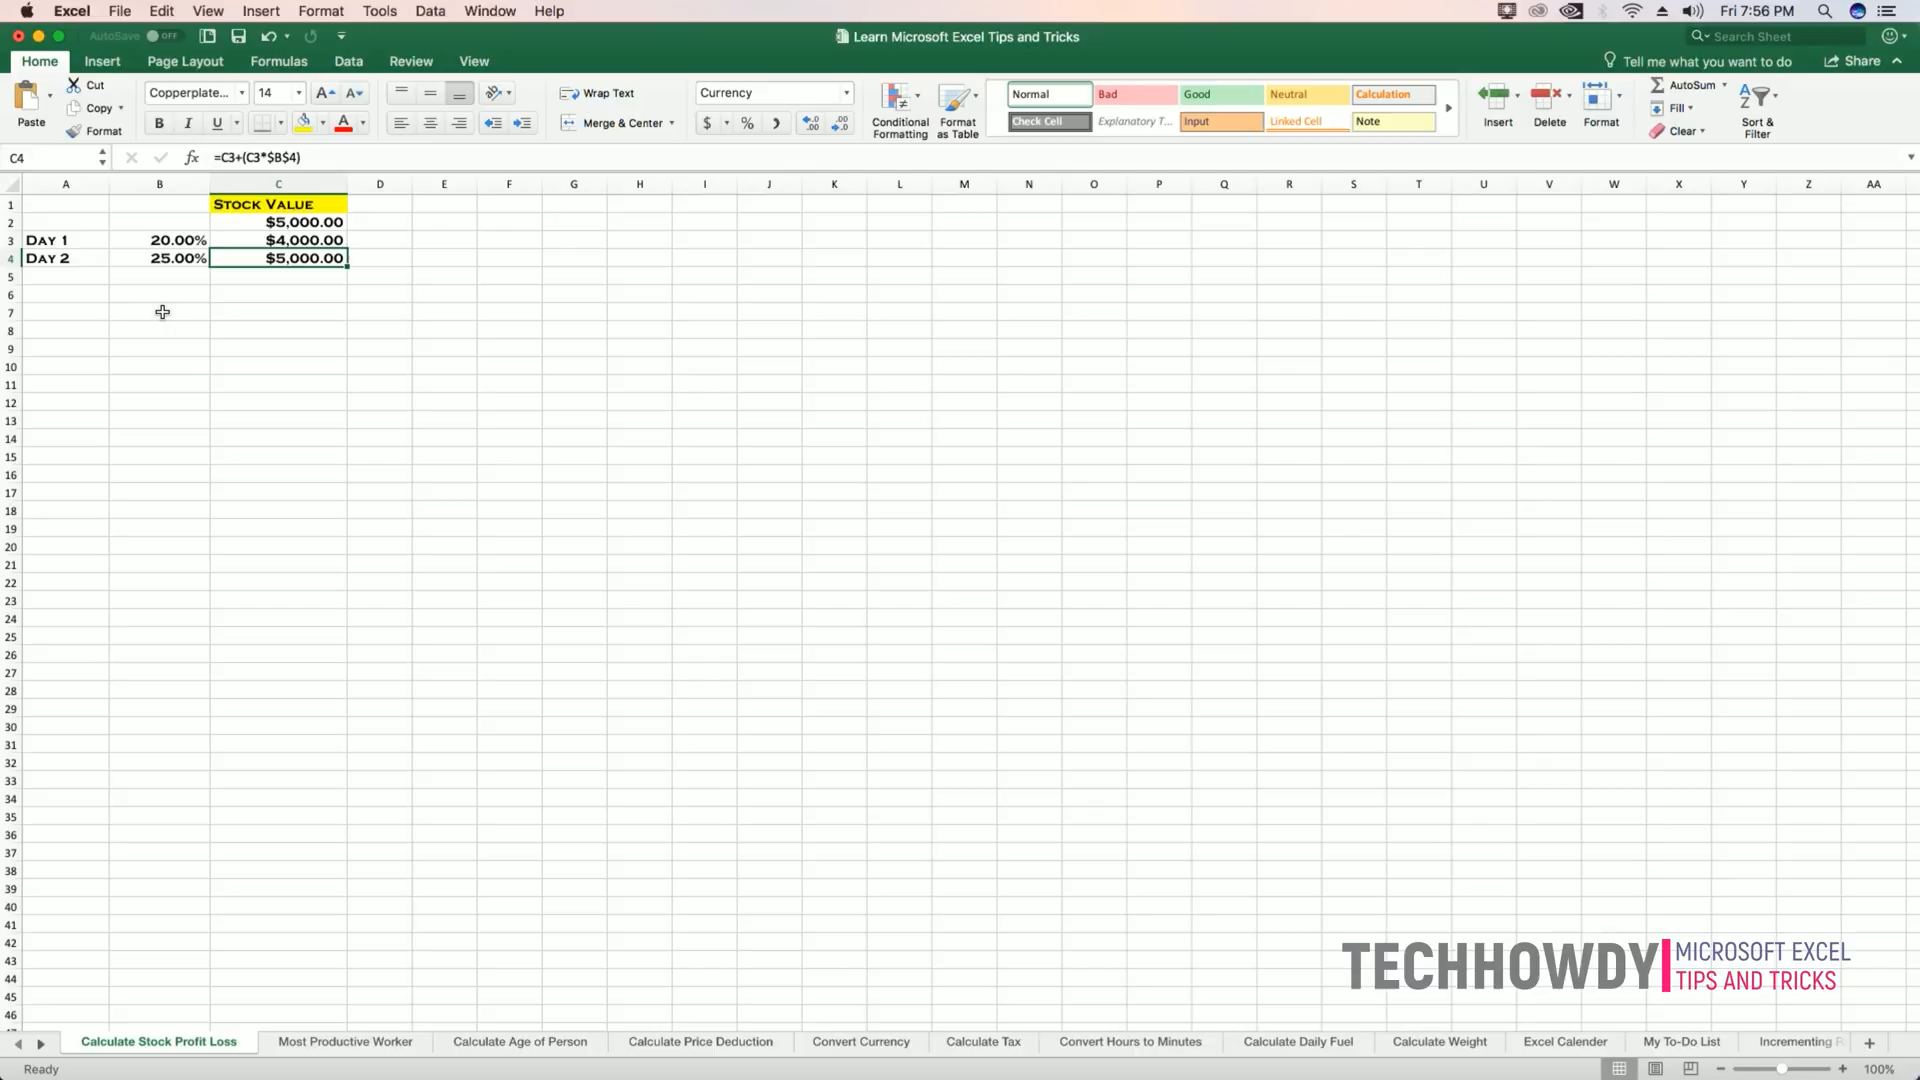 Excel File Edit View Insert Format Tools Data Window Help Fri 7:56 PM
AutoSave OFF Learn Microsoft Excel Tips and Tricks Search Sheet
Home Insert Page Layout Formulas Data Review View Tell me what you want to do Share
Paste Cut Copy Format
Copperplate... 14 A A
B I U A
Wrap Text
Merge & Center
Currency
$ % )
Conditional Formatting
Format as Table
Normal Bad Good Neutral Calculation
Check Cell Explanatory T... Input Linked Cell Note
Insert Delete Format
AutoSum
Fill
Clear
Sort & Filter
C4 fx =C3+(C3*$B$4)
A B C D E F G H I J K L M N O P Q R S T U V W X Y Z AA
1 Stock Value
2 $5,000.00
3 Day 1 20.00% $4,000.00
4 Day 2 25.00% $5,000.00
5
6
7
8
9
10
11
12
13
14
15
16
17
18
19
20
21
22
23
24
25
26
27
28
29
30
31
32
33
34
35
36
37
38
39
40
41
42
43
44
45
46
TECHHOWDY MICROSOFT EXCEL
TIPS AND TRICKS
Calculate Stock Profit Loss Most Productive Worker Calculate Age of Person Calculate Price Deduction Convert Currency Calculate Tax Convert Hours to Minutes Calculate Daily Fuel Calculate Weight Excel Calender My To-Do List Incrementing
Ready 100%